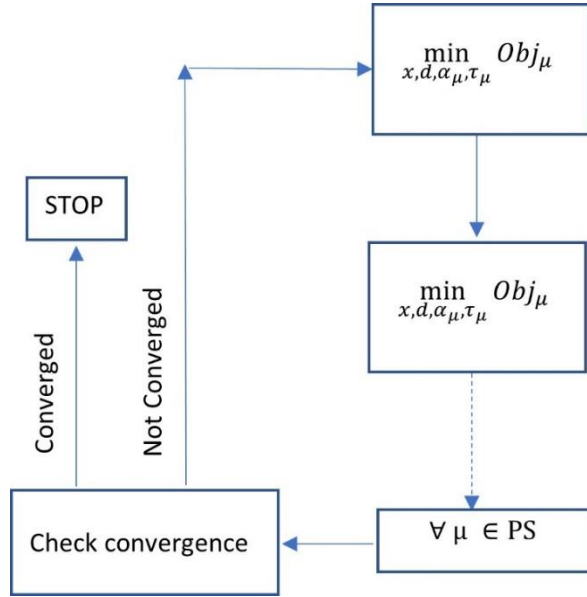 min Obj_μ
x,d,α_μ,τ_μ
STOP
min Obj_μ
x,d,α_μ,τ_μ
Converged
Not Converged
Check convergence
∀ μ ∈ PS